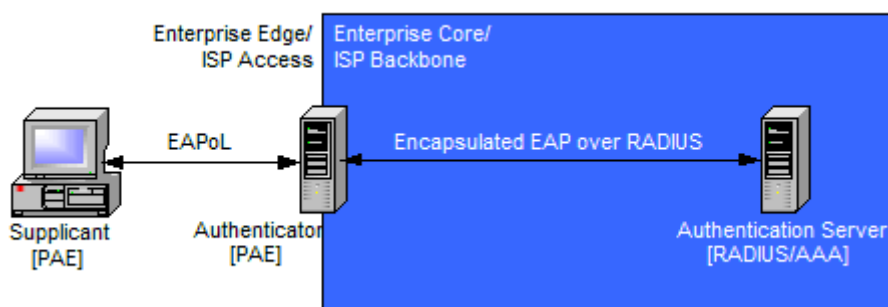 Enterprise Edge/
ISP Access
Enterprise Core/
ISP Backbone
EAPoL
Encapsulated EAP over RADIUS
Supplicant
[PAE]
Authenticator
[PAE]
Authentication Server
[RADIUS/AAA]